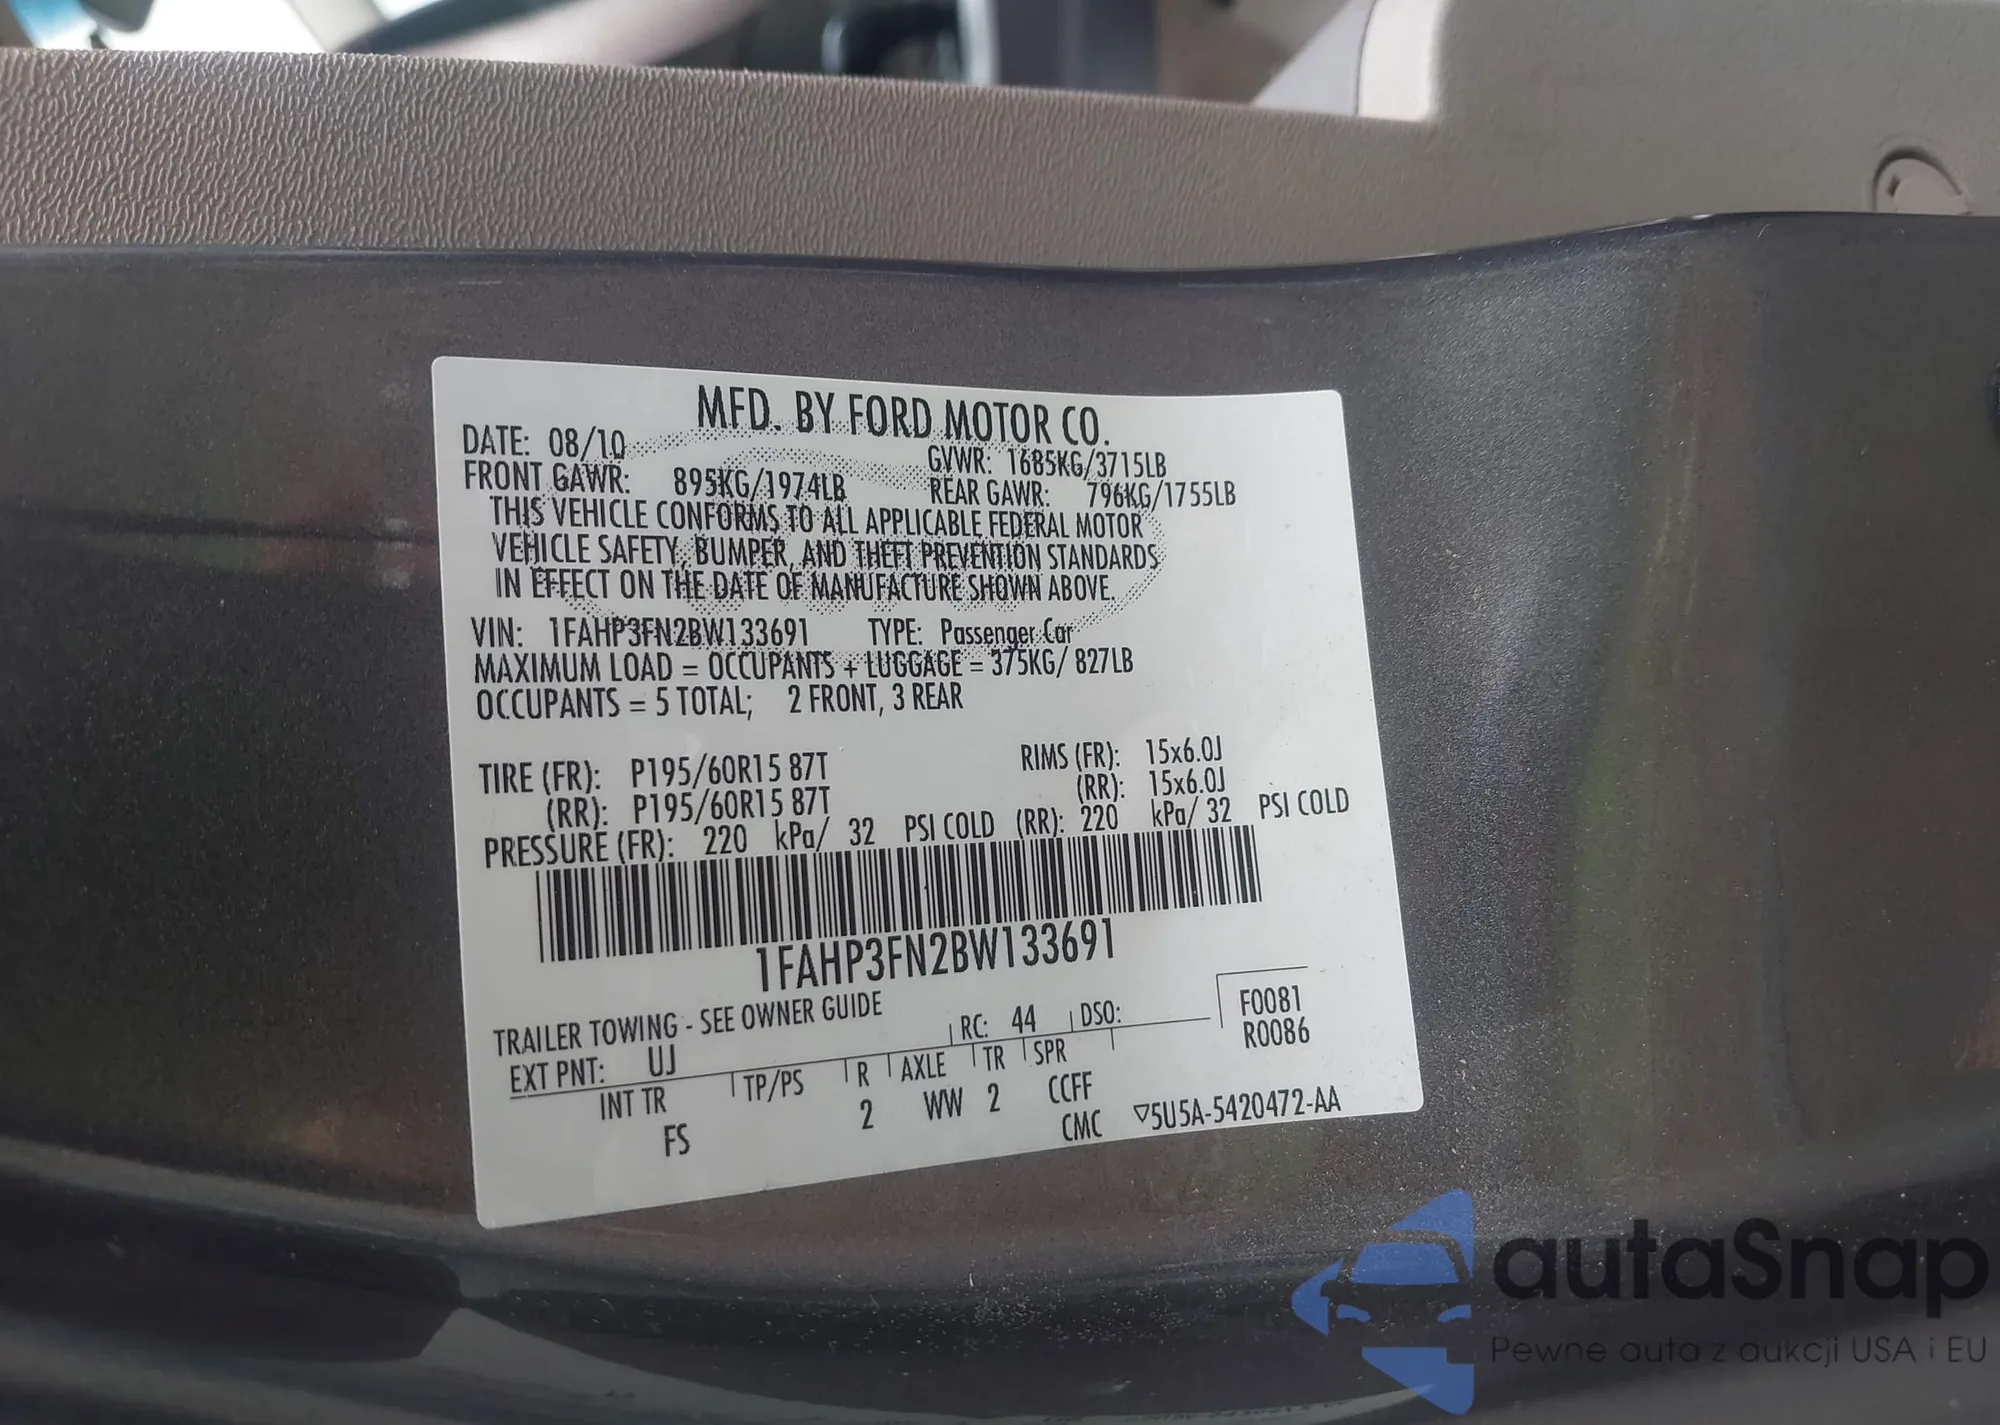 MFD. BY FORD MOTOR CO.
DATE: 08/10
GVWR: 1685KG/3715LB
FRONT GAWR: 895KG/1974LB
REAR GAWR: 796KG/1755LB
THIS VEHICLE CONFORMS TO ALL APPLICABLE FEDERAL MOTOR
VEHICLE SAFETY, BUMPER, AND THEFT PREVENTION STANDARDS
IN EFFECT ON THE DATE OF MANUFACTURE SHOWN ABOVE.
VIN: 1FAHP3FN2BW133691 TYPE: Passenger Car
MAXIMUM LOAD = OCCUPANTS + LUGGAGE = 375KG/ 827LB
OCCUPANTS = 5 TOTAL; 2 FRONT, 3 REAR
TIRE (FR): P195/60R15 87T RIMS (FR): 15x6.0J
(RR): P195/60R15 87T (RR): 15x6.0J
PRESSURE (FR): 220 kPa/ 32 PSI COLD (RR): 220 kPa/ 32 PSI COLD
1FAHP3FN2BW133691
TRAILER TOWING - SEE OWNER GUIDE
F0081
EXT PNT: UJ RC: 44 DSO: R0086
INT TR TP/PS R AXLE TR SPR
FS 2 WW 2 CCFF
CMC ▽5U5A-5420472-AA
autaSnap
Pewne auta z aukcji USA i EU